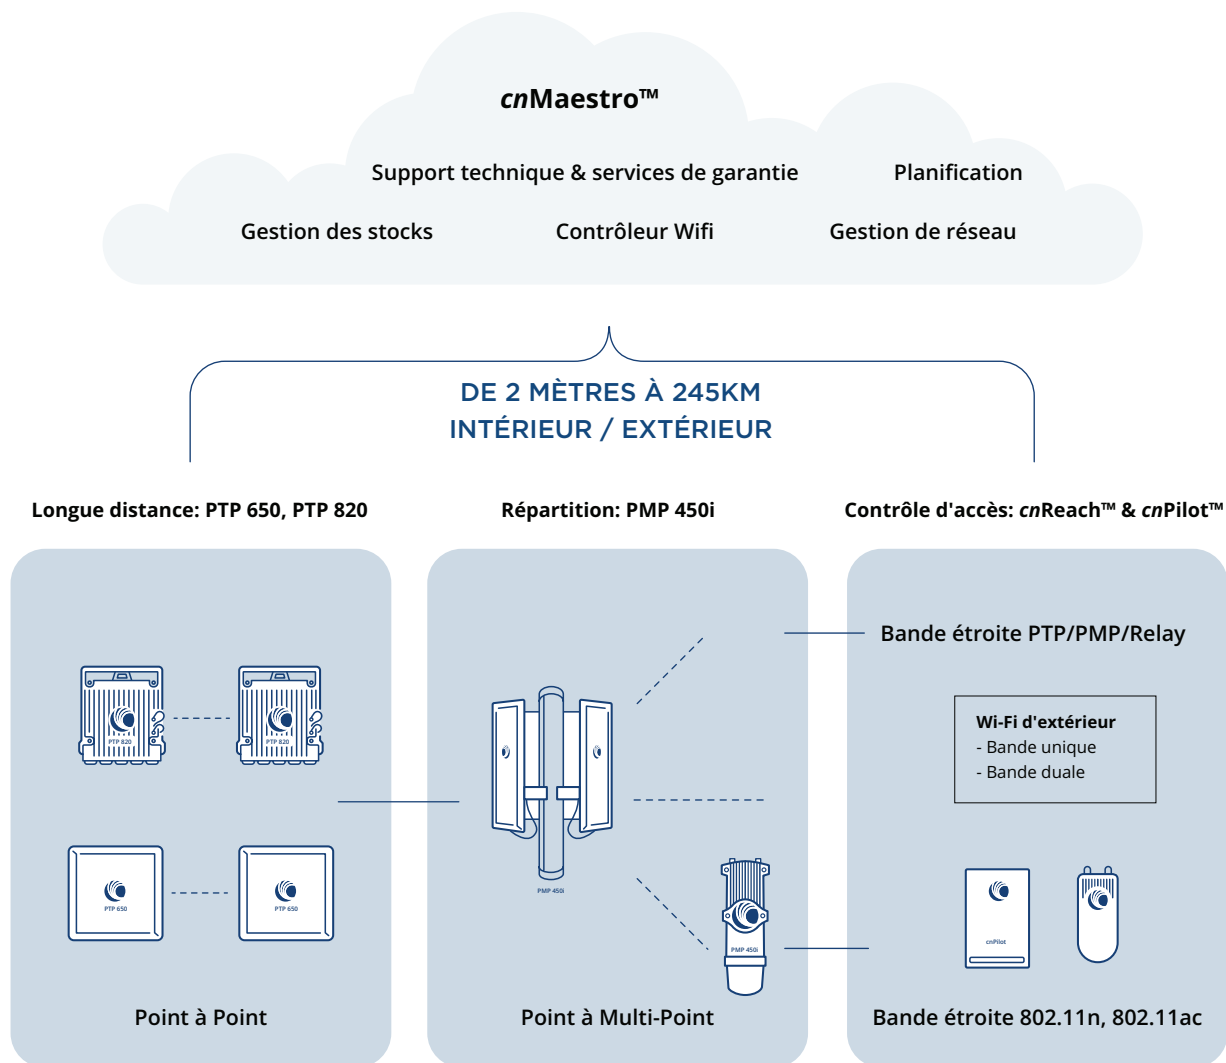 cnMaestro™
Support technique & services de garantie
Planification
Gestion des stocks
Contrôleur Wifi
Gestion de réseau
DE 2 MÈTRES À 245KM
INTÉRIEUR / EXTÉRIEUR
Longue distance: PTP 650, PTP 820
PTP 820
PTP 820
PTP 650
PTP 650
Point à Point
Répartition: PMP 450i
PMP 450i
PMP 450i
Point à Multi-Point
Contrôle d'accès: cnReach™ & cnPilot™
Bande étroite PTP/PMP/Relay
Wi-Fi d'extérieur
- Bande unique
- Bande duale
cnPilot
Bande étroite 802.11n, 802.11ac